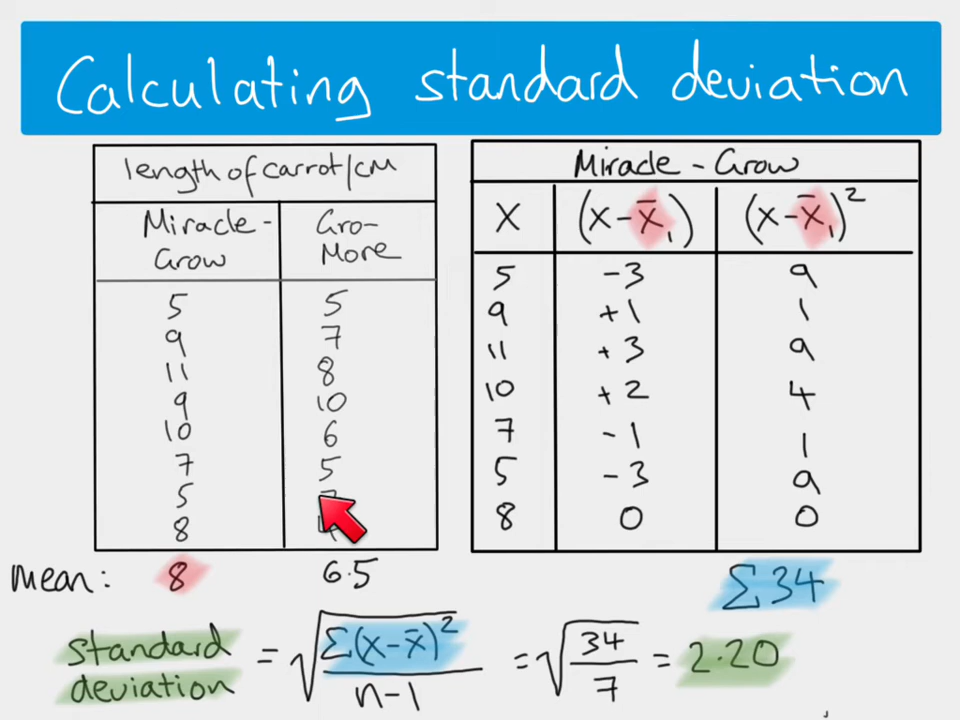 Calculating standard deviation
length of carrot/cm
Miracle-Grow Gro-More
5 5
9 7
11 8
9 10
10 6
7 5
5
8
mean: 8 6.5
Miracle-Grow
X (x-x̄₁) (x-x̄₁)²
5 -3 9
9 +1 1
11 +3 9
10 +2 4
7 -1 1
5 -3 9
8 0 0
Σ34
standard deviation = √(Σ(x-x̄)²/(n-1)) = √(34/7) = 2.20